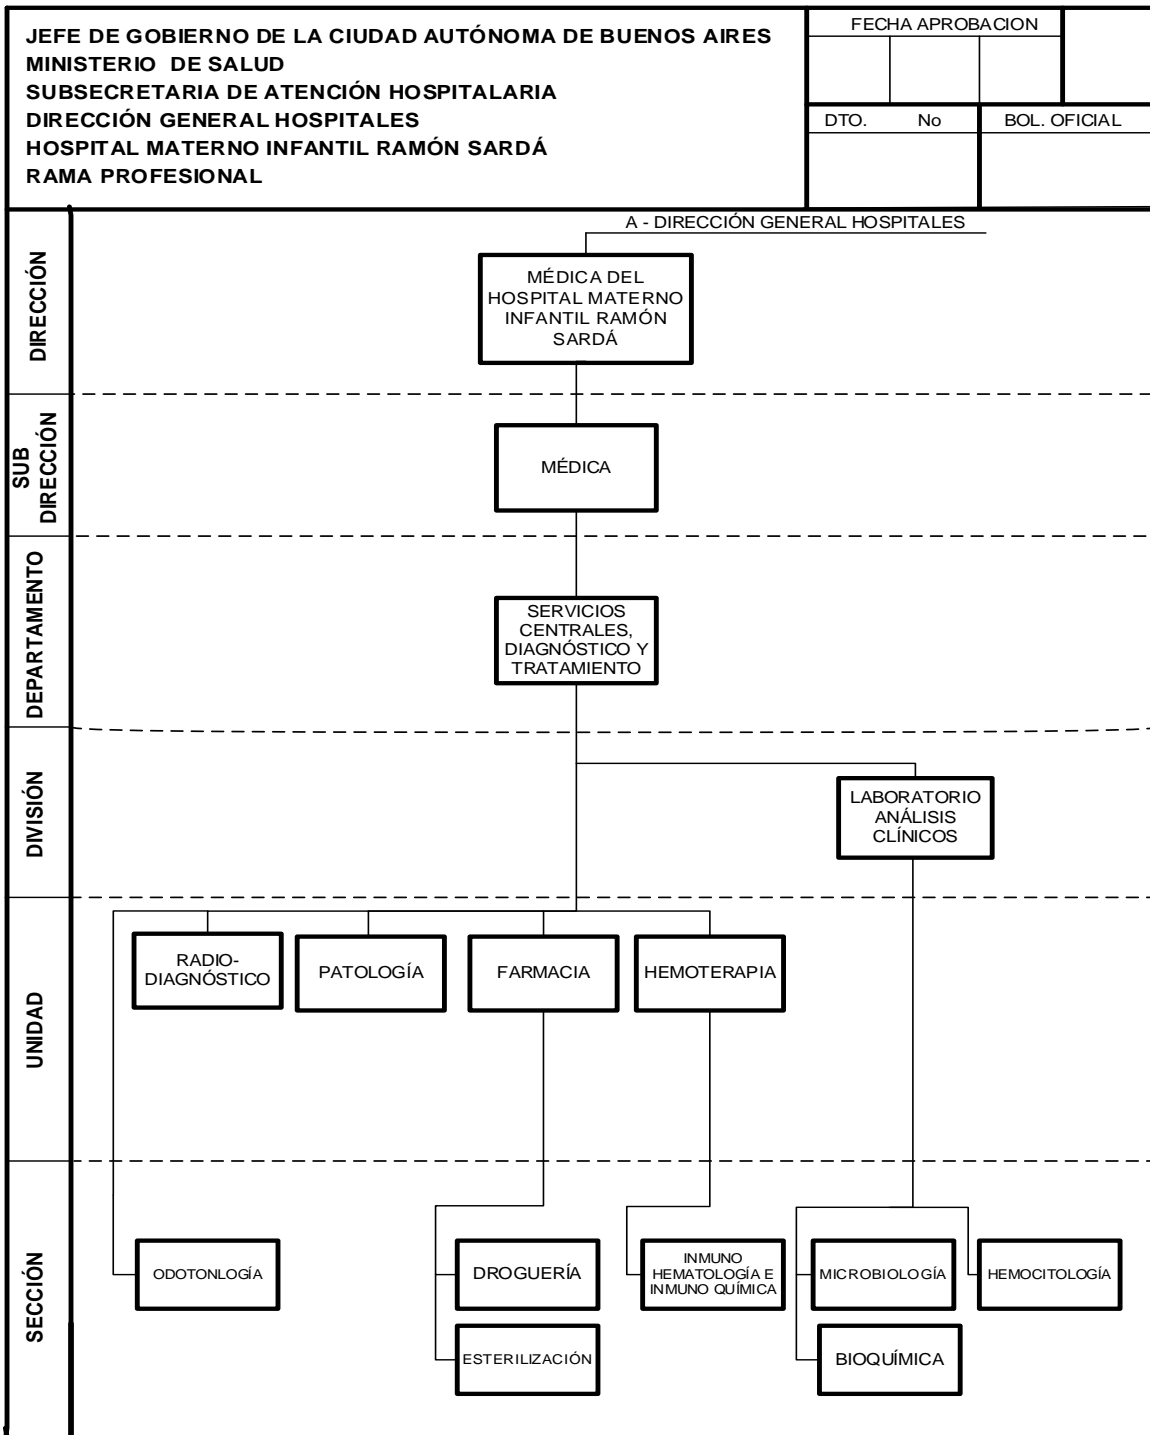 JEFE DE GOBIERNO DE LA CIUDAD AUTÓNOMA DE BUENOS AIRES
MINISTERIO DE SALUD
SUBSECRETARIA DE ATENCIÓN HOSPITALARIA
DIRECCIÓN GENERAL HOSPITALES
HOSPITAL MATERNO INFANTIL RAMÓN SARDÁ
RAMA PROFESIONAL
FECHA APROBACION
DTO. No
BOL. OFICIAL
A - DIRECCIÓN GENERAL HOSPITALES
DIRECCIÓN
MÉDICA DEL
HOSPITAL MATERNO
INFANTIL RAMÓN
SARDÁ
SUB
DIRECCIÓN
MÉDICA
DEPARTAMENTO
SERVICIOS
CENTRALES,
DIAGNÓSTICO Y
TRATAMIENTO
DIVISIÓN
LABORATORIO
ANÁLISIS
CLÍNICOS
UNIDAD
RADIO-
DIAGNÓSTICO
PATOLOGÍA
FARMACIA
HEMOTERAPIA
SECCIÓN
ODOTONLOGÍA
DROGUERÍA
INMUNO
HEMATOLOGÍA E
INMUNO QUÍMICA
MICROBIOLOGÍA
HEMOCITOLOGÍA
ESTERILIZACIÓN
BIOQUÍMICA